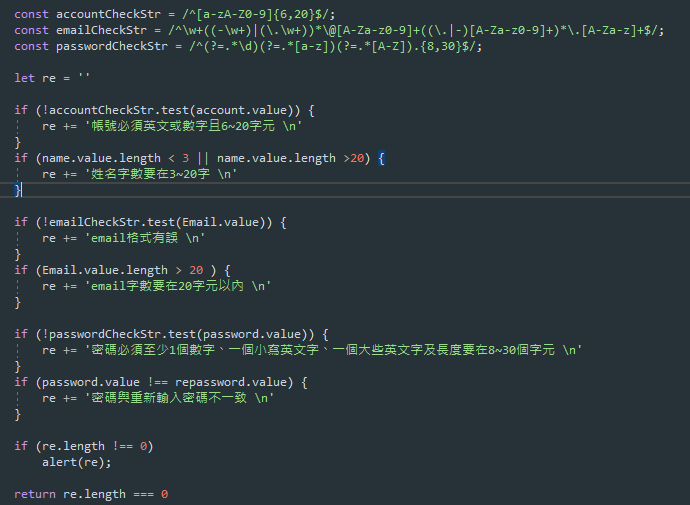 const accountCheckStr = /^[a-zA-Z0-9]{6,20}$/;
const emailCheckStr = /^\w+((-\w+)|(\.\w+))*\@[A-Za-z0-9]+((\.|-)[A-Za-z0-9]+)*\.[A-Za-z]+$/;
const passwordCheckStr = /^(?=.*\d)(?=.*[a-z])(?=.*[A-Z]).{8,30}$/;
let re = ''
if (!accountCheckStr.test(account.value)) {
re += '帳號必須英文或數字且6~20字元 \n'
}
if (name.value.length < 3 || name.value.length >20) {
re += '姓名字數要在3~20字 \n'
}
if (!emailCheckStr.test(Email.value)) {
re += 'email格式有誤 \n'
}
if (Email.value.length > 20 ) {
re += 'email字數要在20字元以內 \n'
}
if (!passwordCheckStr.test(password.value)) {
re += '密碼必須至少1個數字、一個小寫英文字、一個大些英文字及長度要在8~30個字元 \n'
}
if (password.value !== repassword.value) {
re += '密碼與重新輸入密碼不一致 \n'
}
if (re.length !== 0)
alert(re);
return re.length === 0